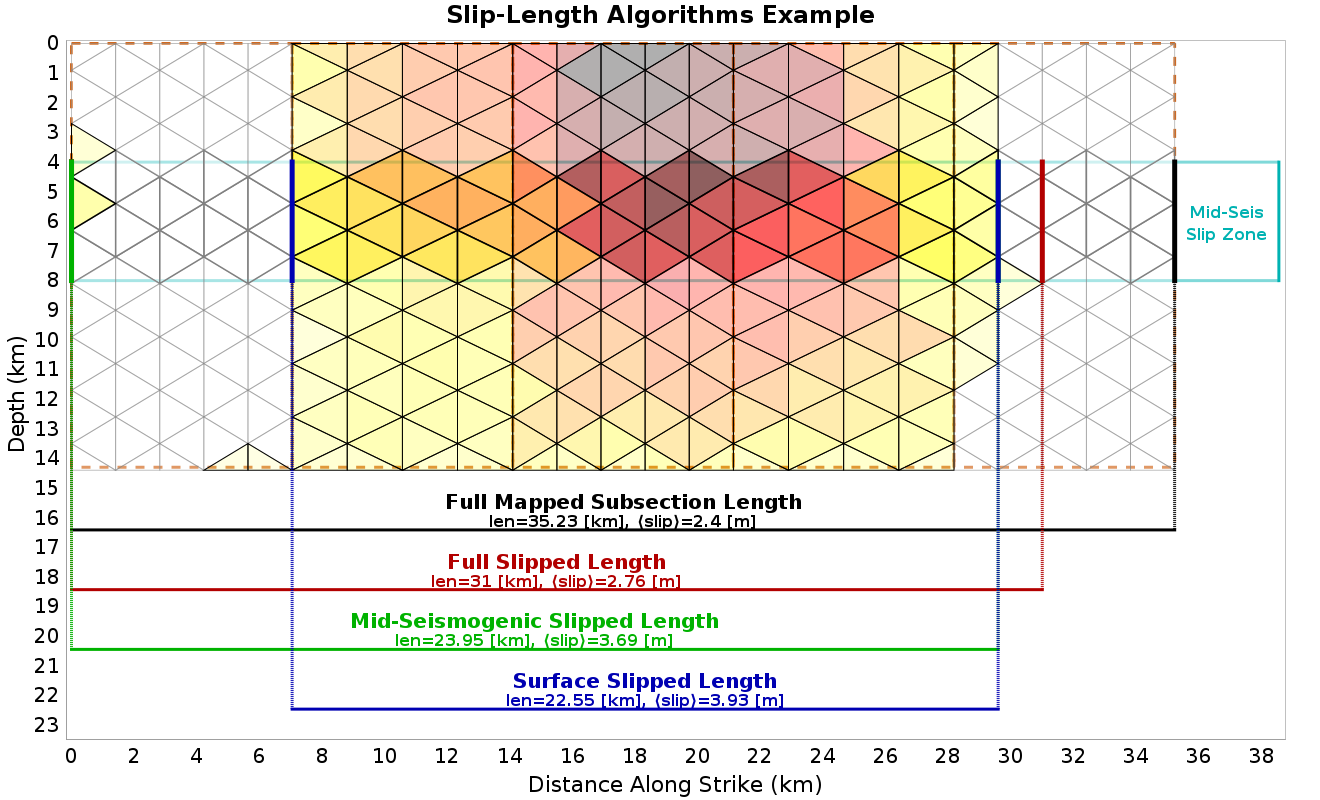 Slip-Length Algorithms Example
0
1
2
3
4
5
6
7
8
9
10
11
12
13
14
15
16
17
18
19
20
21
22
23
Depth (km)
Mid-Seis
Slip Zone
Full Mapped Subsection Length
len=35.23 [km], ⟨slip⟩=2.4 [m]
Full Slipped Length
len=31 [km], ⟨slip⟩=2.76 [m]
Mid-Seismogenic Slipped Length
len=23.95 [km], ⟨slip⟩=3.69 [m]
Surface Slipped Length
len=22.55 [km], ⟨slip⟩=3.93 [m]
0 2 4 6 8 10 12 14 16 18 20 22 24 26 28 30 32 34 36 38
Distance Along Strike (km)